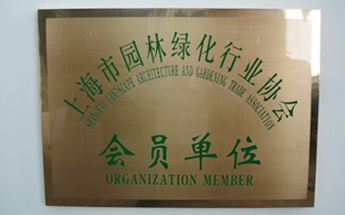 上海市园林绿化行业协会
SHANGHAI LANDSCAPE ARCHITECTURE AND GARDENING TRADE ASSOCIATION
会员单位
ORGANIZATION MEMBER